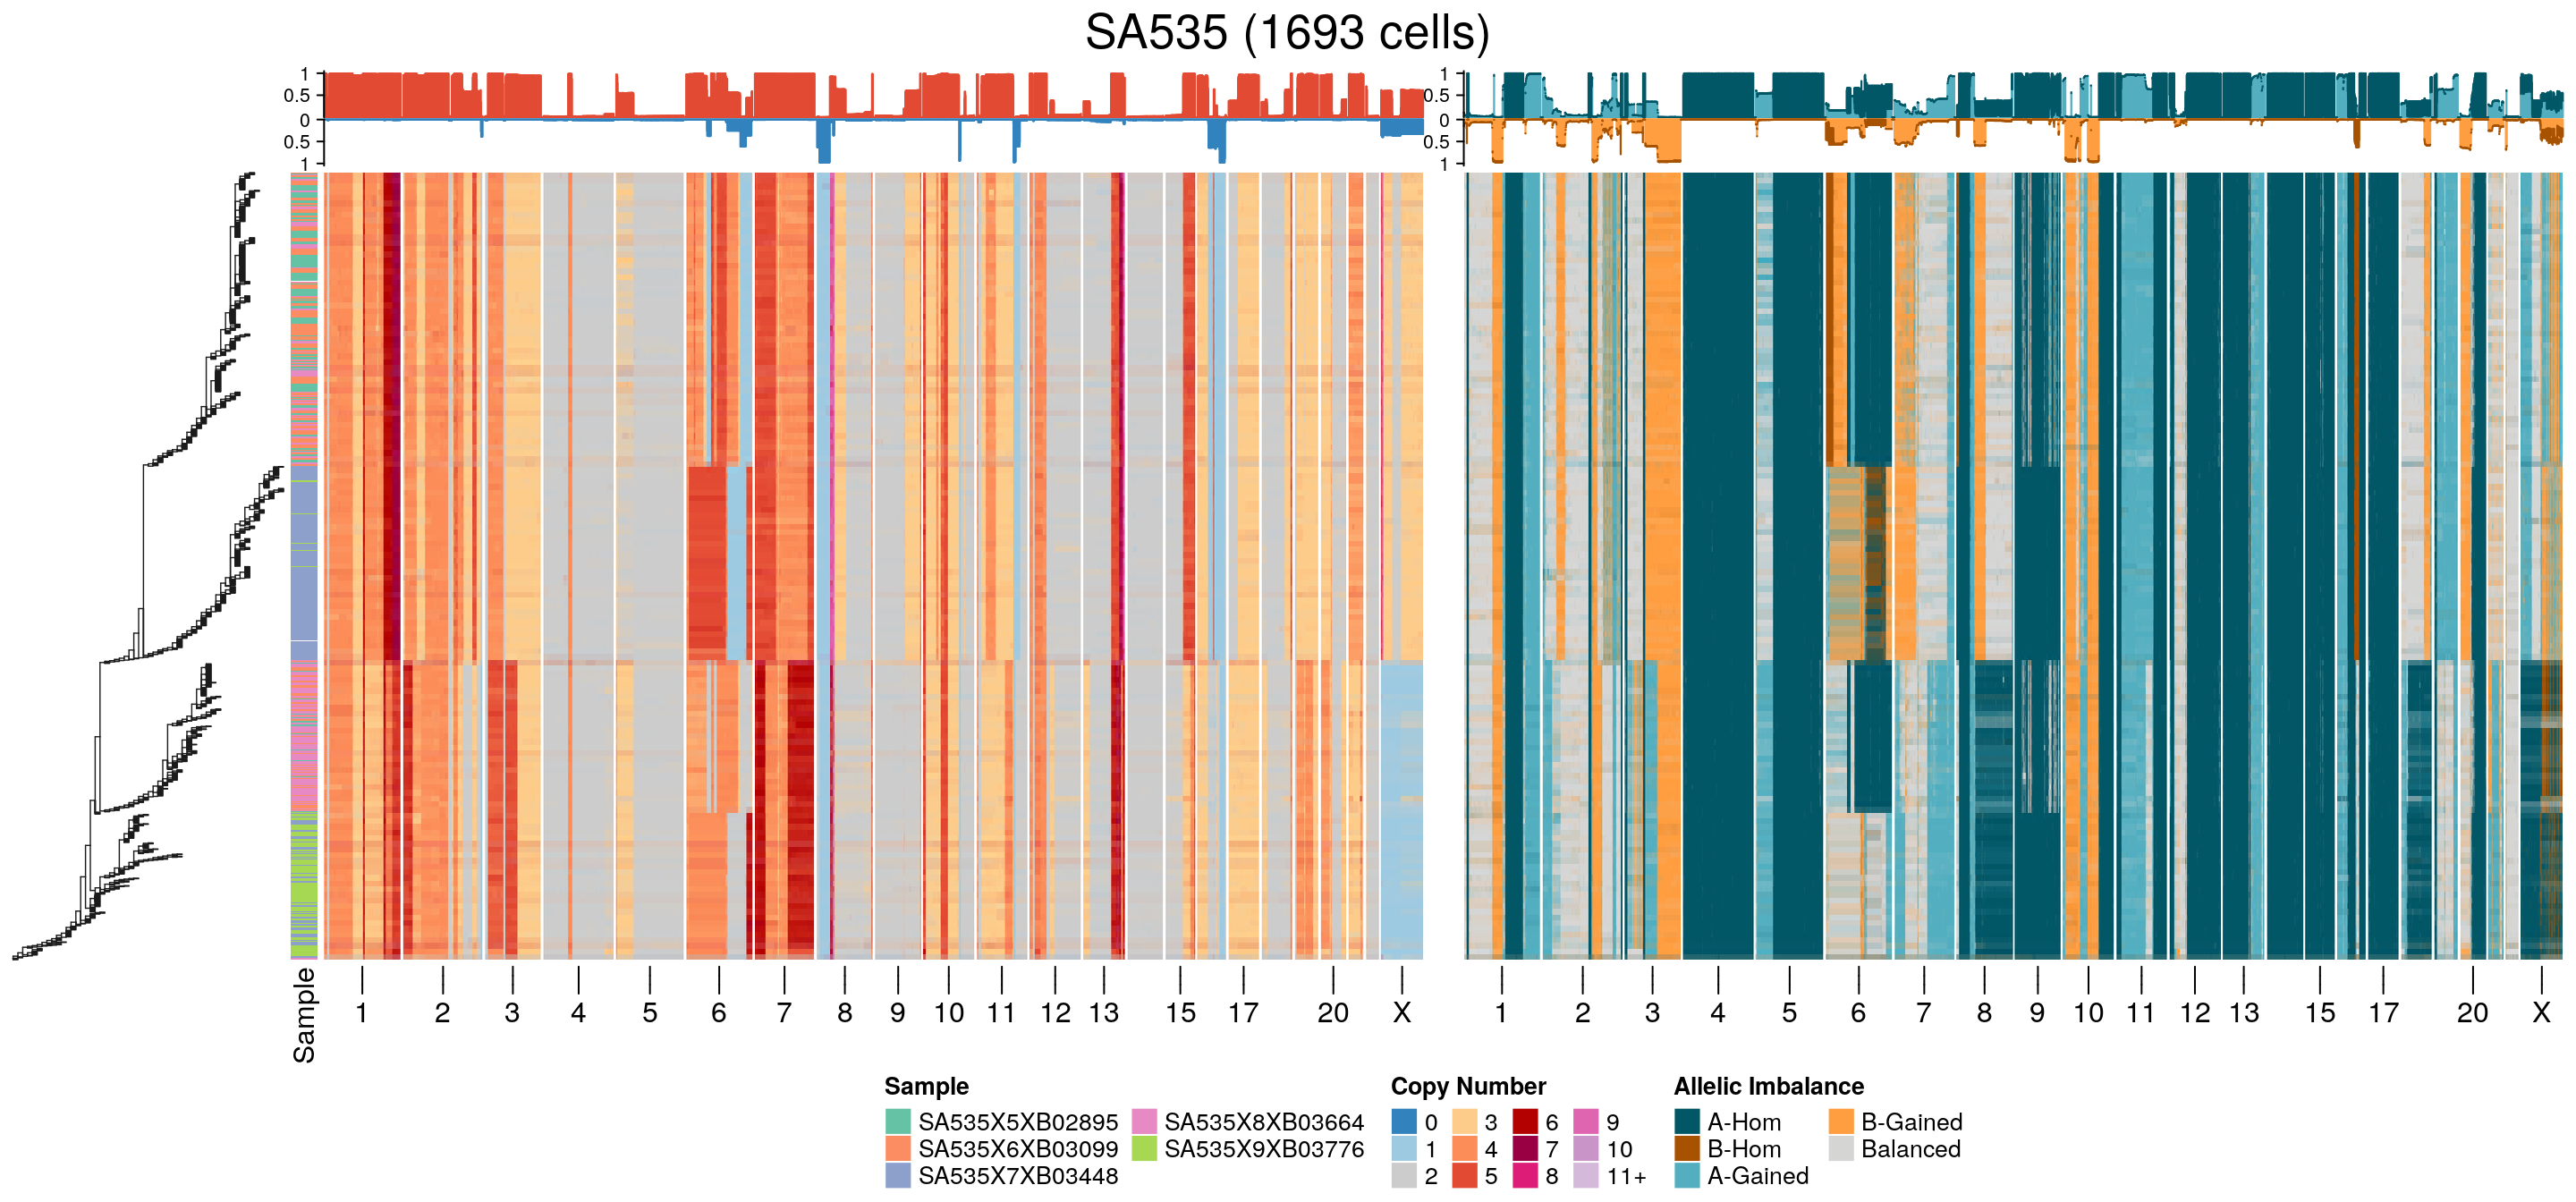 SA535 (1693 cells)
1
0.5
0
0.5
1
1
0.5
0
0.5
1
Sample
1 2 3 4 5 6 7 8 9 10 11 12 13 15 17 20 X
1 2 3 4 5 6 7 8 9 10 11 12 13 15 17 20 X
Sample
SA535X5XB02895
SA535X6XB03099
SA535X7XB03448
SA535X8XB03664
SA535X9XB03776
Copy Number
0 3 6 9
1 4 7 10
2 5 8 11+
Allelic Imbalance
A-Hom
B-Hom
A-Gained
B-Gained
Balanced